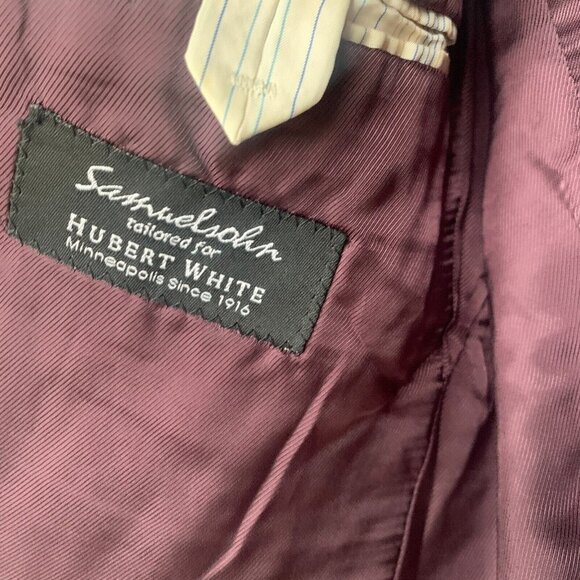 Samuelsohn
tailored for
HUBERT WHITE
Minneapolis Since 1916